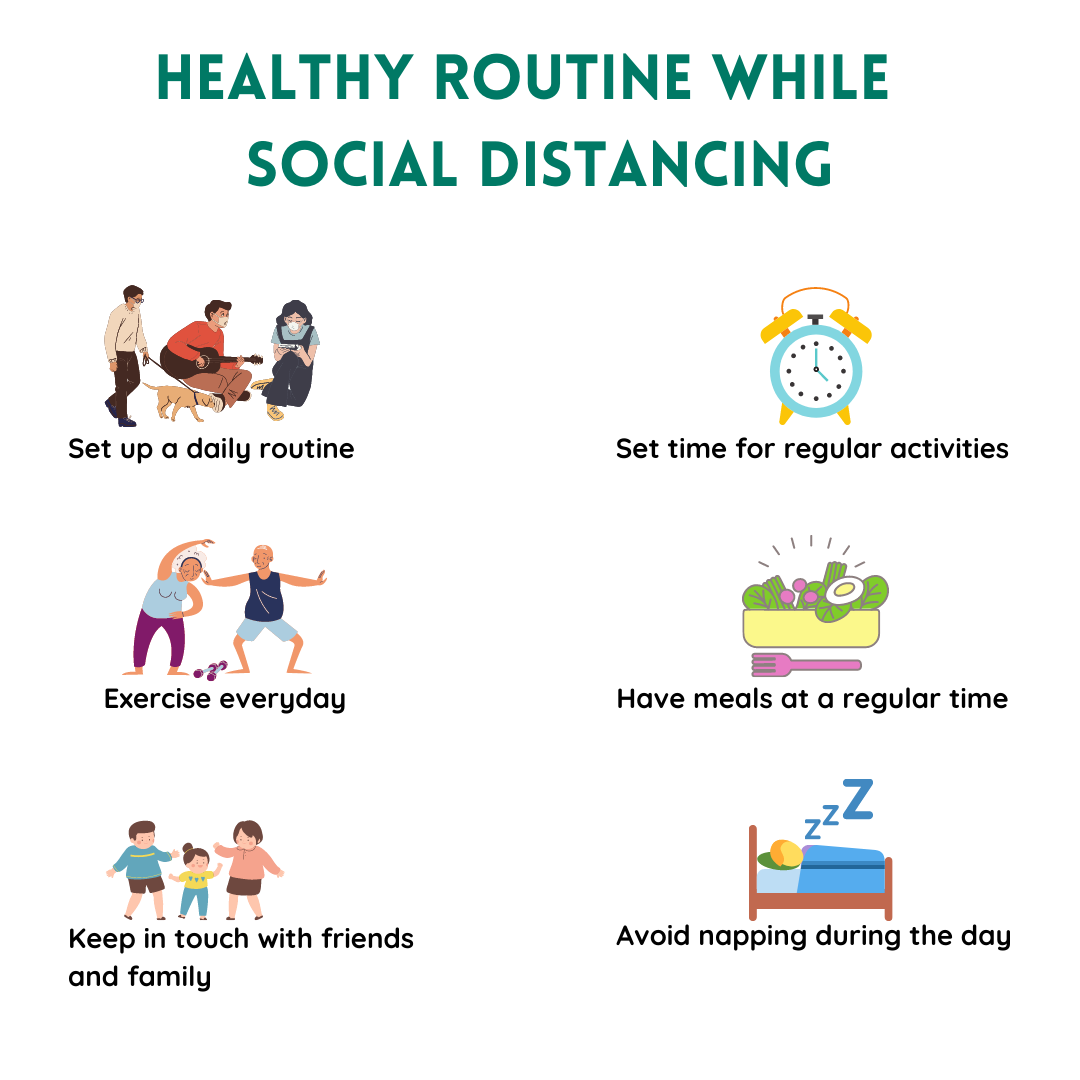 HEALTHY ROUTINE WHILE
SOCIAL DISTANCING
Set up a daily routine
Set time for regular activities
Exercise everyday
Have meals at a regular time
zzZ
Keep in touch with friends
and family
Avoid napping during the day